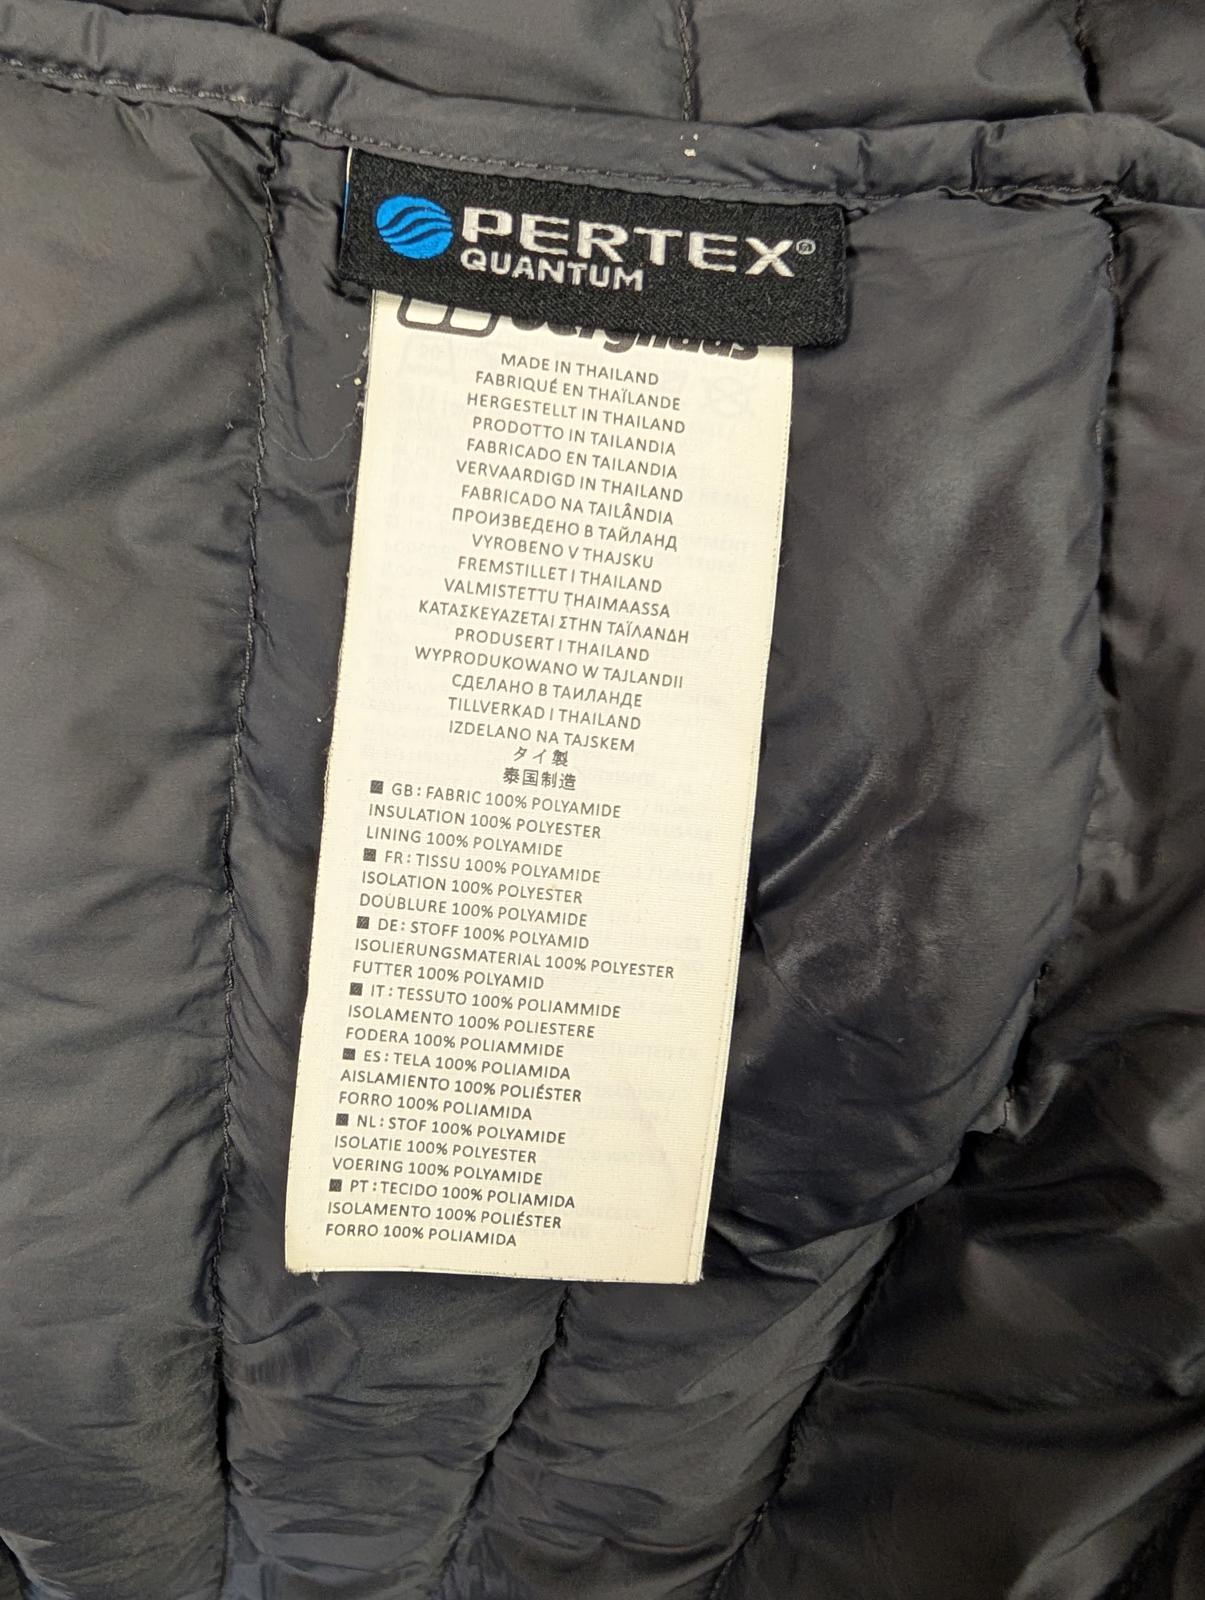 PERTEX®
QUANTUM
berghaus
MADE IN THAILAND
FABRIQUÉ EN THAÏLANDE
HERGESTELLT IN THAILAND
PRODOTTO IN TAILANDIA
FABRICADO EN TAILANDIA
VERVAARDIGD IN THAILAND
FABRICADO NA TAILÂNDIA
ПРОИЗВЕДЕНО В ТАЙЛАНД
VYROBENO V THAJSKU
FREMSTILLET I THAILAND
VALMISTETTU THAIMAASSA
ΚΑΤΑΣΚΕΥΑΖΕΤΑΙ ΣΤΗΝ ΤΑΪΛΑΝΔΗ
PRODUSERT I THAILAND
WYPRODUKOWANO W TAJLANDII
СДЕЛАНО В ТАИЛАНДЕ
TILLVERKAD I THAILAND
IZDELANO NA TAJSKEM
タイ製
泰国制造
GB: FABRIC 100% POLYAMIDE
INSULATION 100% POLYESTER
LINING 100% POLYAMIDE
FR: TISSU 100% POLYAMIDE
ISOLATION 100% POLYESTER
DOUBLURE 100% POLYAMIDE
DE: STOFF 100% POLYAMID
ISOLIERUNGSMATERIAL 100% POLYESTER
FUTTER 100% POLYAMID
IT: TESSUTO 100% POLIAMMIDE
ISOLAMENTO 100% POLIESTERE
FODERA 100% POLIAMMIDE
ES: TELA 100% POLIAMIDA
AISLAMIENTO 100% POLIÉSTER
FORRO 100% POLIAMIDA
NL: STOF 100% POLYAMIDE
ISOLATIE 100% POLYESTER
VOERING 100% POLYAMIDE
PT: TECIDO 100% POLIAMIDA
ISOLAMENTO 100% POLIÉSTER
FORRO 100% POLIAMIDA